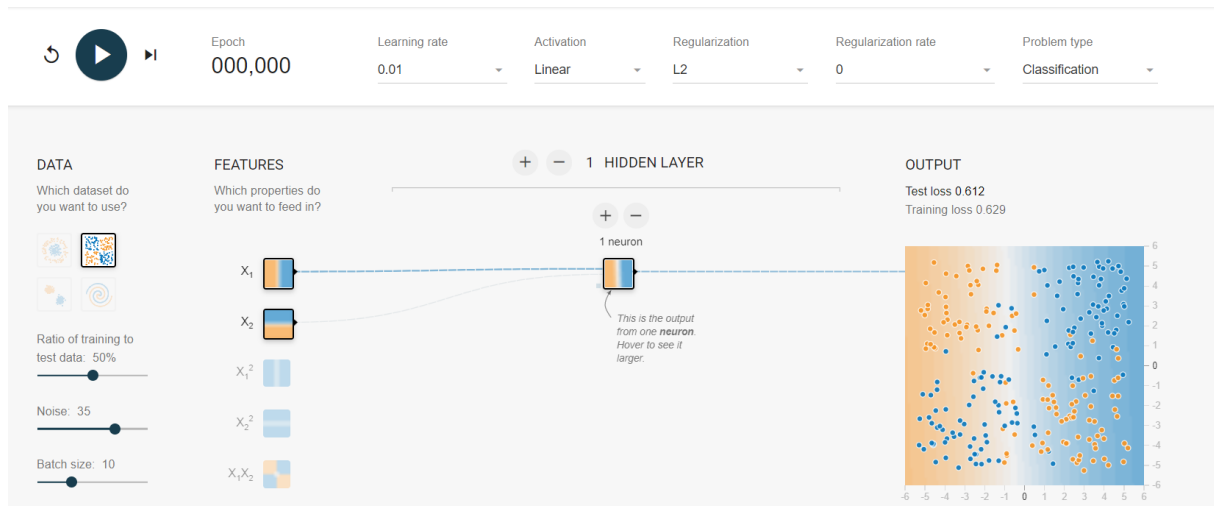 Epoch
000,000
Learning rate
0.01
Activation
Linear
Regularization
L2
Regularization rate
0
Problem type
Classification
DATA
Which dataset do
you want to use?
Ratio of training to
test data: 50%
Noise: 35
Batch size: 10
FEATURES
Which properties do
you want to feed in?
X₁
X₂
X₁²
X₂²
X₁X₂
+ − 1 HIDDEN LAYER
+ −
1 neuron
This is the output
from one neuron.
Hover to see it
larger.
OUTPUT
Test loss 0.612
Training loss 0.629
6
5
4
3
2
1
0
-1
-2
-3
-4
-5
-6
-6 -5 -4 -3 -2 -1 0 1 2 3 4 5 6